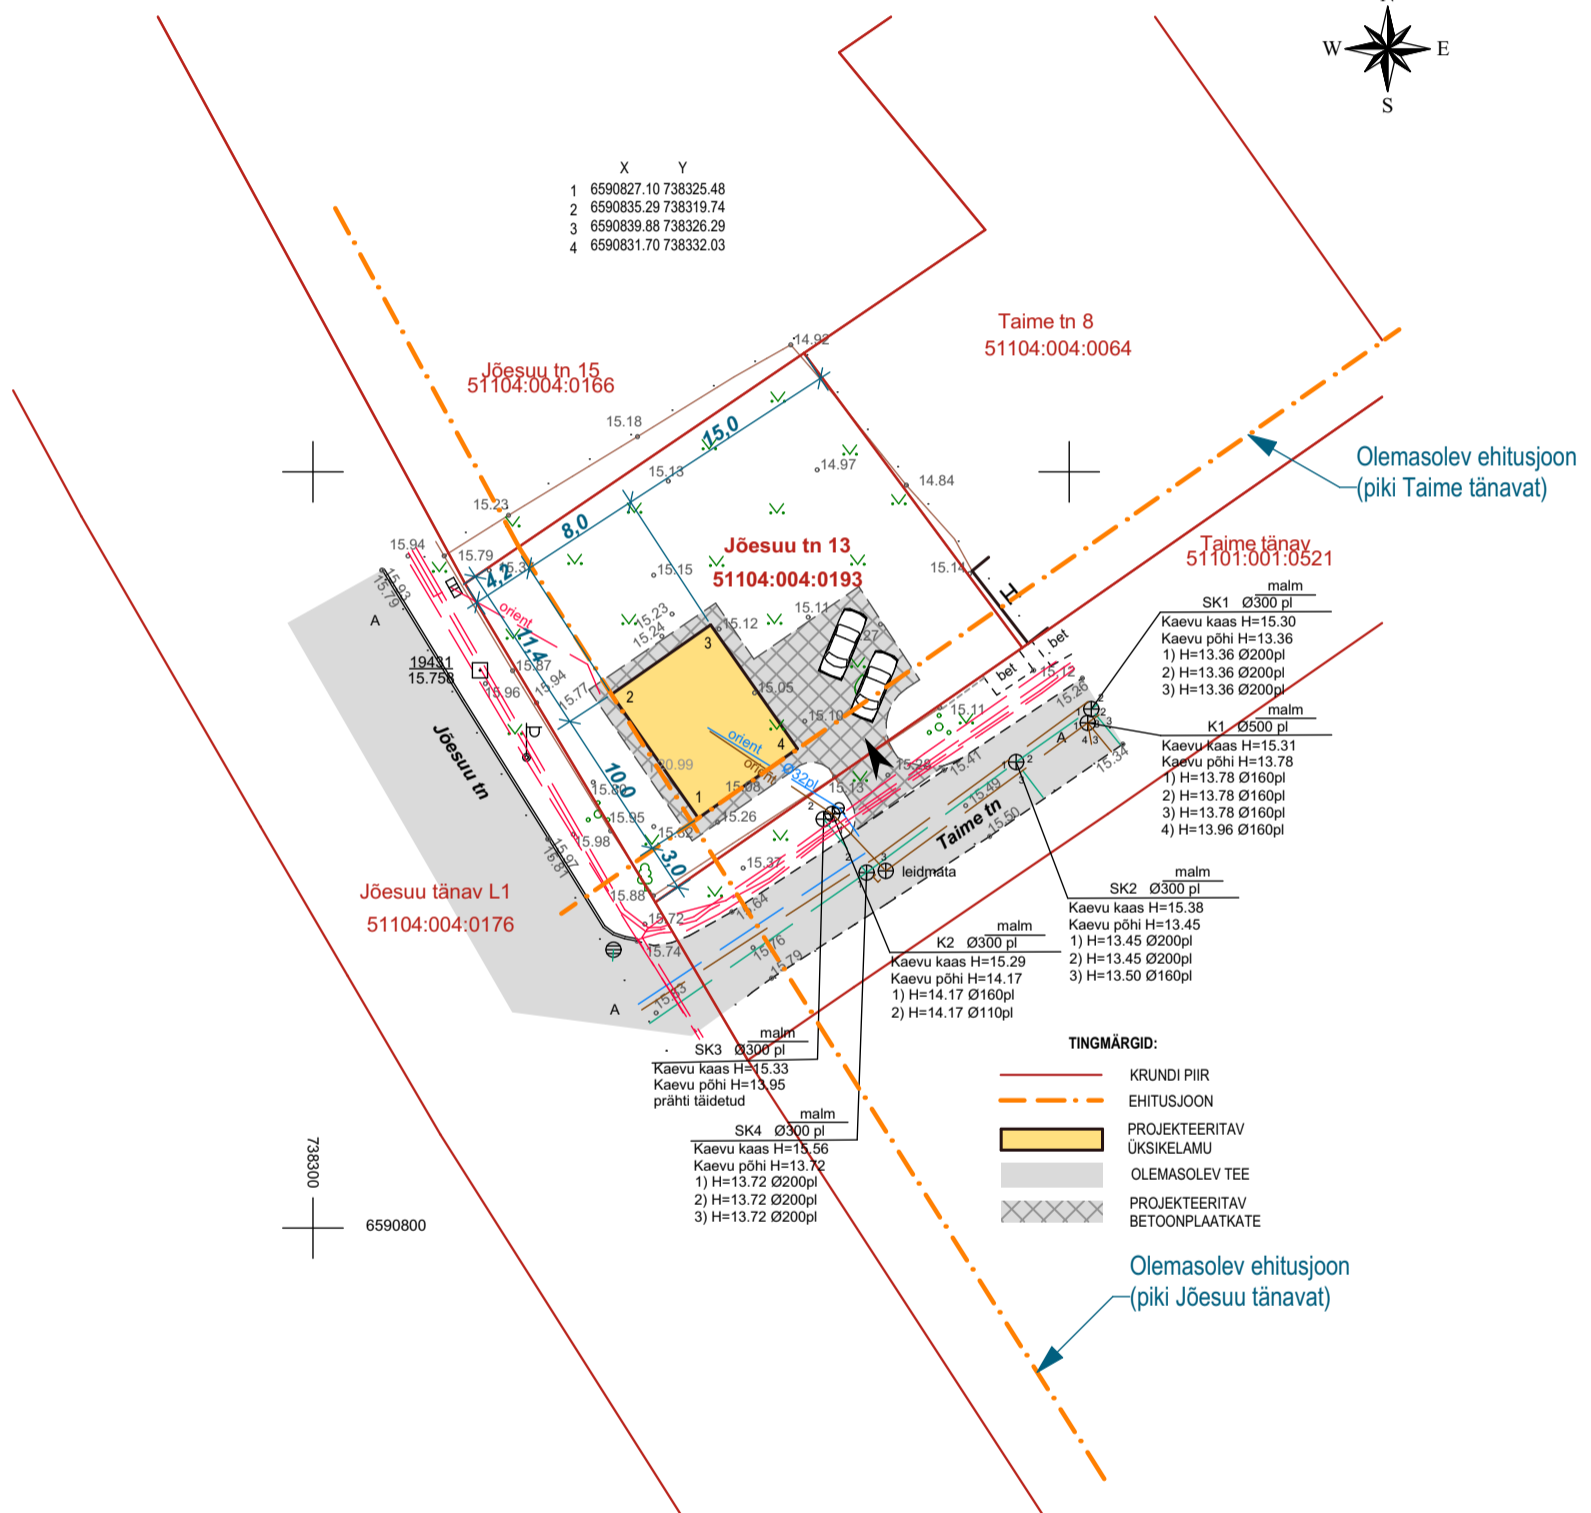 W E
S
X Y
1 6590827.10 738325.48
2 6590835.29 738319.74
3 6590839.88 738326.29
4 6590831.70 738332.03
Taime tn 8
51104:004:0064
Jõesuu tn 15
51104:004:0166
14.92
15.18
15,0
15.13
14.97
14.84
15.23
8,0
Olemasolev ehitusjoon
(piki Taime tänavat)
Jõesuu tn 13
51104:004:0193
Taime tänav
51101:001:0521
15.94
15.79
4,2
15.14
15.15
15.93
15.79
A
orient
15.23
15.24
15.12
15.11
11,4
3
malm
SK1 Ø300 pl
Kaevu kaas H=15.30
Kaevu põhi H=13.36
1) H=13.36 Ø200pl
2) H=13.36 Ø200pl
3) H=13.36 Ø200pl
bet
bet
15.12
19431
15.758
15.87
15.96
15.94
15.77
2
15.05
15.10
15.11
15.26
malm
K1 Ø500 pl
Kaevu kaas H=15.31
Kaevu põhi H=13.78
1) H=13.78 Ø160pl
2) H=13.78 Ø160pl
3) H=13.78 Ø160pl
4) H=13.96 Ø160pl
Jõesuu tn
orient
orient
4
A
15.34
15.41
10,0
20.99
Ø32pl
15.08
15.13
15.49
15.50
1
15.26
15.95
15.98
15.97
15.81
Taime tn
3,0
15.37
leidmata
15.88
15.72
15.64
Jõesuu tänav L1
51104:004:0176
malm
SK2 Ø300 pl
Kaevu kaas H=15.38
Kaevu põhi H=13.45
1) H=13.45 Ø200pl
2) H=13.45 Ø200pl
3) H=13.50 Ø160pl
malm
K2 Ø300 pl
Kaevu kaas H=15.29
Kaevu põhi H=14.17
1) H=14.17 Ø160pl
2) H=14.17 Ø110pl
15.74
15.76
15.79
A
malm
SK3 Ø300 pl
Kaevu kaas H=15.33
Kaevu põhi H=13.95
prähti täidetud
malm
SK4 Ø300 pl
Kaevu kaas H=15.56
Kaevu põhi H=13.72
1) H=13.72 Ø200pl
2) H=13.72 Ø200pl
3) H=13.72 Ø200pl
TINGMÄRGID:
KRUNDI PIIR
EHITUSJOON
PROJEKTEERITAV
ÜKSIKELAMU
OLEMASOLEV TEE
PROJEKTEERITAV
BETOONPLAATKATE
738300
6590800
Olemasolev ehitusjoon
(piki Jõesuu tänavat)